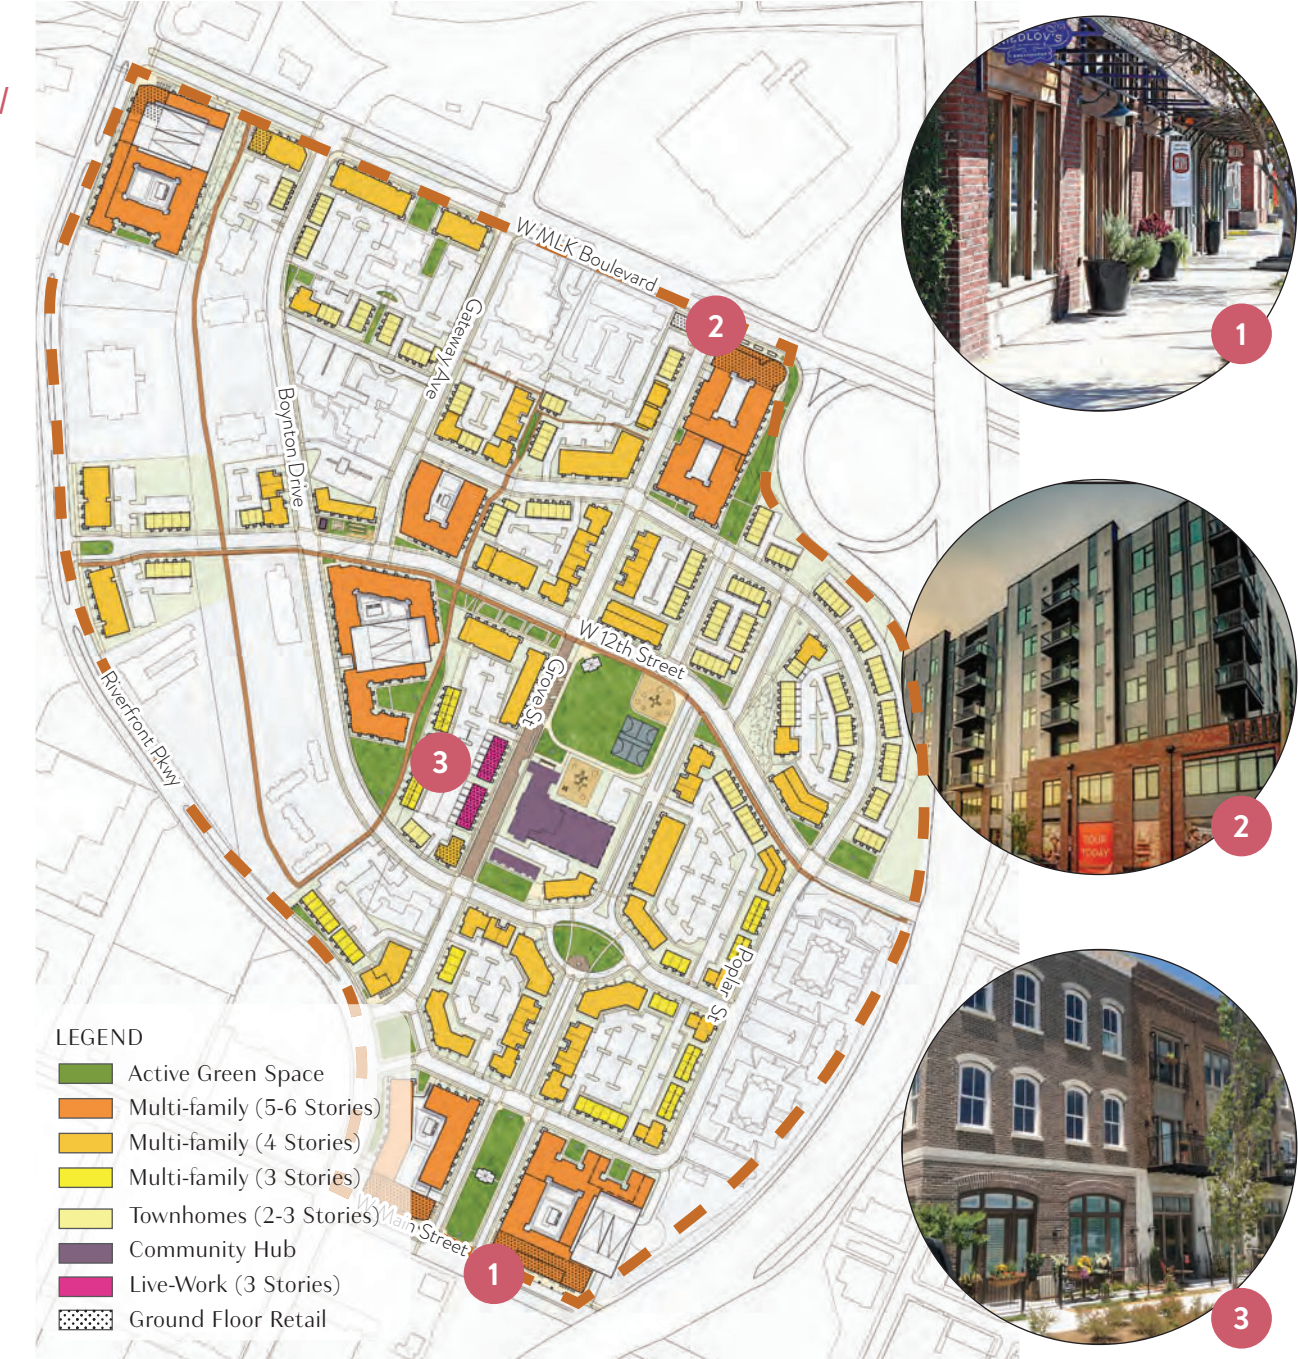 W MLK Boulevard
Gateway Ave
Boynton Drive
W 12th Street
Grove St
Riverfront Pkwy
Poplar St
W Main Street
2
3
1
LEGEND
Active Green Space
Multi-family (5-6 Stories)
Multi-family (4 Stories)
Multi-family (3 Stories)
Townhomes (2-3 Stories)
Community Hub
Live-Work (3 Stories)
Ground Floor Retail
1
TOUR
TODAY
2
3